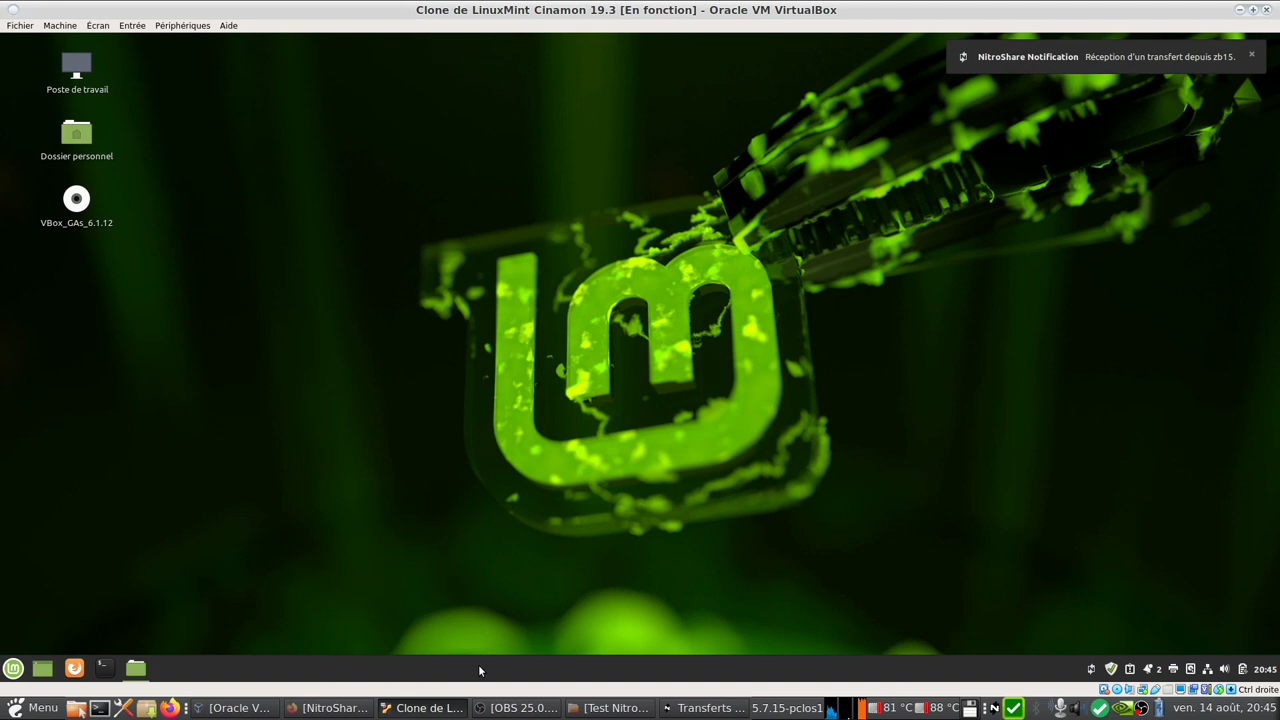 Clone de LinuxMint Cinamon 19.3 [En fonction] - Oracle VM VirtualBox
Fichier Machine Écran Entrée Périphériques Aide
NitroShare Notification Réception d'un transfert depuis zb15.
Poste de travail
Dossier personnel
VBox_GAs_6.1.12
2 20:45
Ctrl droite
Menu [Oracle V... [NitroShar... Clone de L... [OBS 25.0.... [Test Nitro... Transferts ... 5.7.15-pclos1 81 °C 88 °C ven. 14 août, 20:45